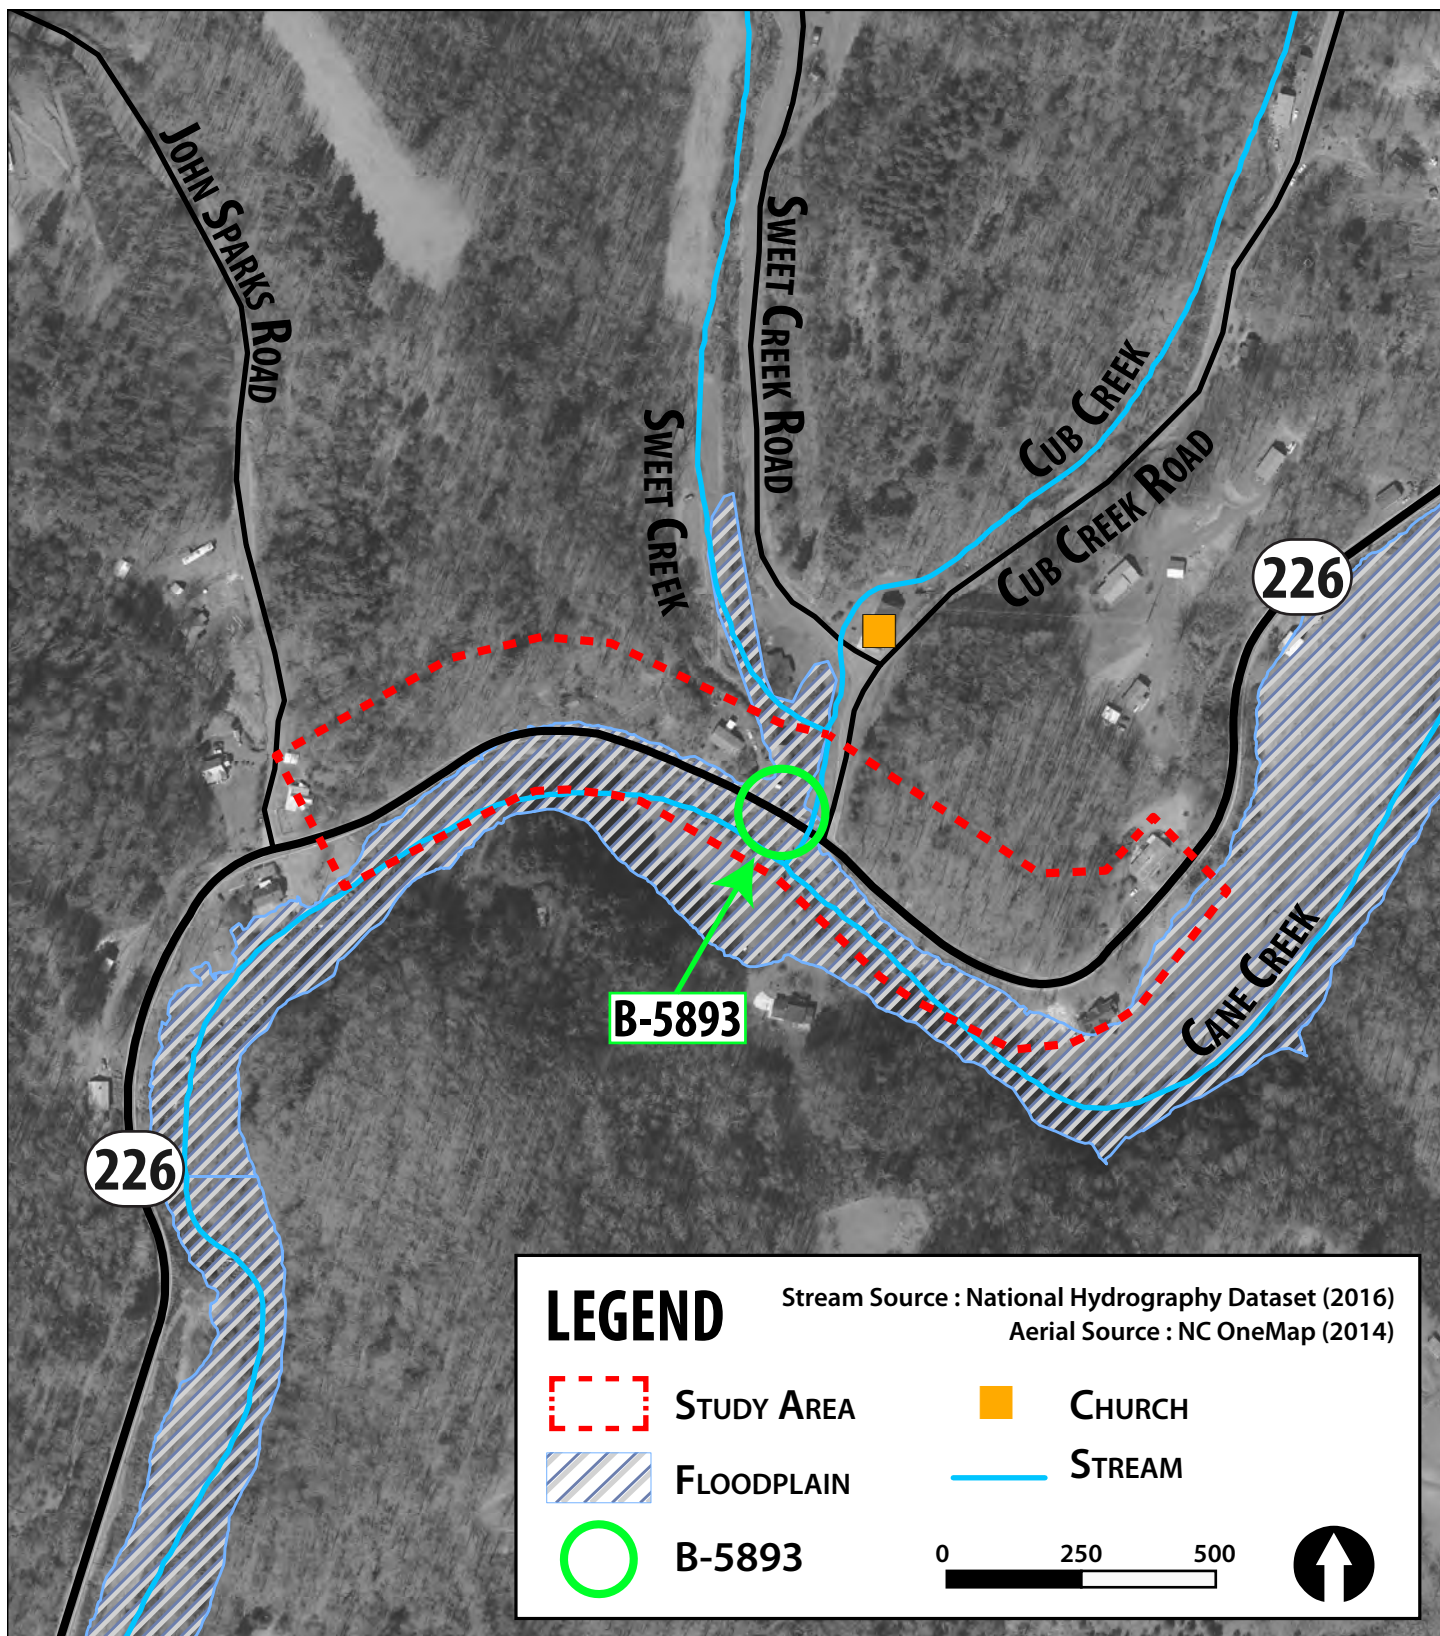 John Sparks Road
Sweet Creek Road
Sweet Creek
Cub Creek
Cub Creek Road
226
Cane Creek
B-5893
226
LEGEND
Stream Source : National Hydrography Dataset (2016)
Aerial Source : NC OneMap (2014)
Study Area
Church
Floodplain
Stream
B-5893
0 250 500